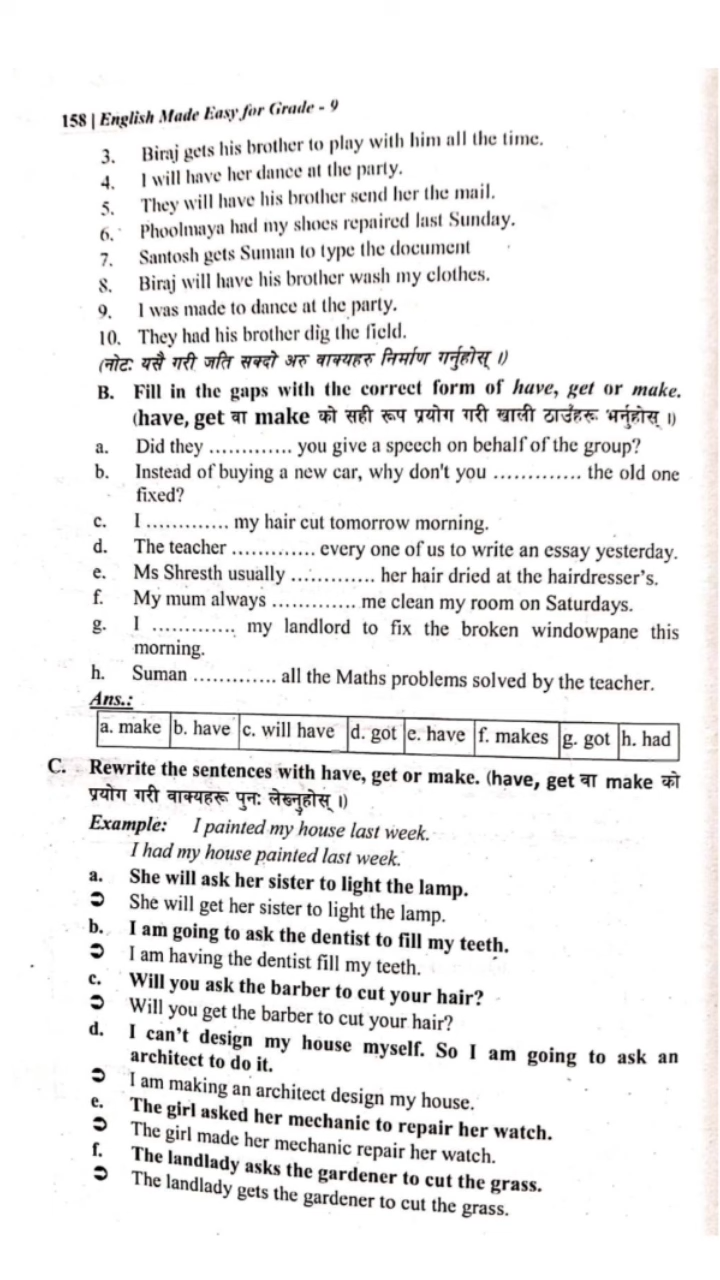 158 | English Made Easy for Grade - 9
3. Biraj gets his brother to play with him all the time.
4. I will have her dance at the party.
5. They will have his brother send her the mail.
6. Phoolmaya had my shoes repaired last Sunday.
7. Santosh gets Suman to type the document
8. Biraj will have his brother wash my clothes.
9. I was made to dance at the party.
10. They had his brother dig the field.
(नोटः यसै गरी जति सक्दो अरु वाक्यहरु निर्माण गर्नुहोस् ।)
B. Fill in the gaps with the correct form of have, get or make.
(have, get वा make को सही रूप प्रयोग गरी खाली ठाउँहरू भर्नुहोस् ।)
a. Did they ............. you give a speech on behalf of the group?
b. Instead of buying a new car, why don't you ............. the old one
fixed?
c. I ............. my hair cut tomorrow morning.
d. The teacher ............. every one of us to write an essay yesterday.
e. Ms Shresth usually ............. her hair dried at the hairdresser's.
f. My mum always ............. me clean my room on Saturdays.
g. I ............. my landlord to fix the broken windowpane this
morning.
h. Suman ............. all the Maths problems solved by the teacher.
Ans.:
a. make b. have c. will have d. got e. have f. makes g. got h. had
C. Rewrite the sentences with have, get or make. (have, get वा make को
प्रयोग गरी वाक्यहरू पुनः लेख्नुहोस् ।)
Example: I painted my house last week.
I had my house painted last week.
a. She will ask her sister to light the lamp.
➲ She will get her sister to light the lamp.
b. I am going to ask the dentist to fill my teeth.
➲ I am having the dentist fill my teeth.
c. Will you ask the barber to cut your hair?
➲ Will you get the barber to cut your hair?
d. I can't design my house myself. So I am going to ask an
architect to do it.
➲ I am making an architect design my house.
e. The girl asked her mechanic to repair her watch.
➲ The girl made her mechanic repair her watch.
f. The landlady asks the gardener to cut the grass.
➲ The landlady gets the gardener to cut the grass.